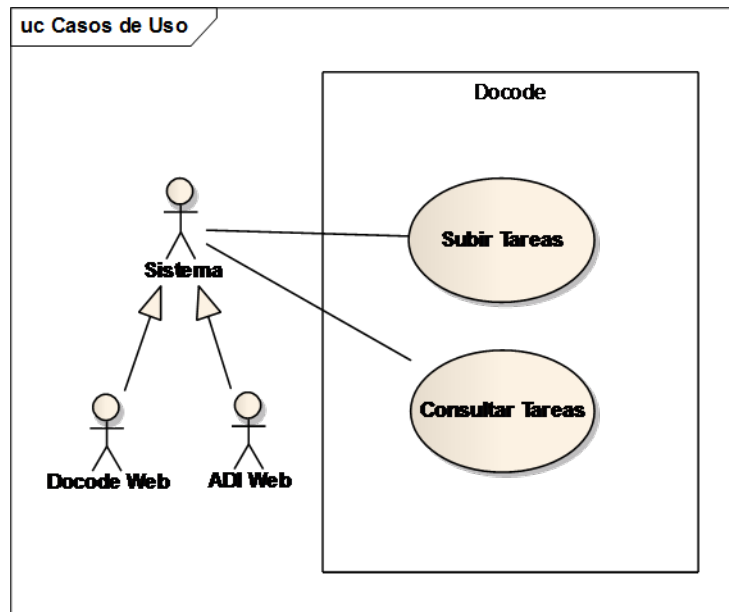 uc Casos de Uso
Docode
Subir Tareas
Sistema
Consultar Tareas
Docode Web
ADI Web